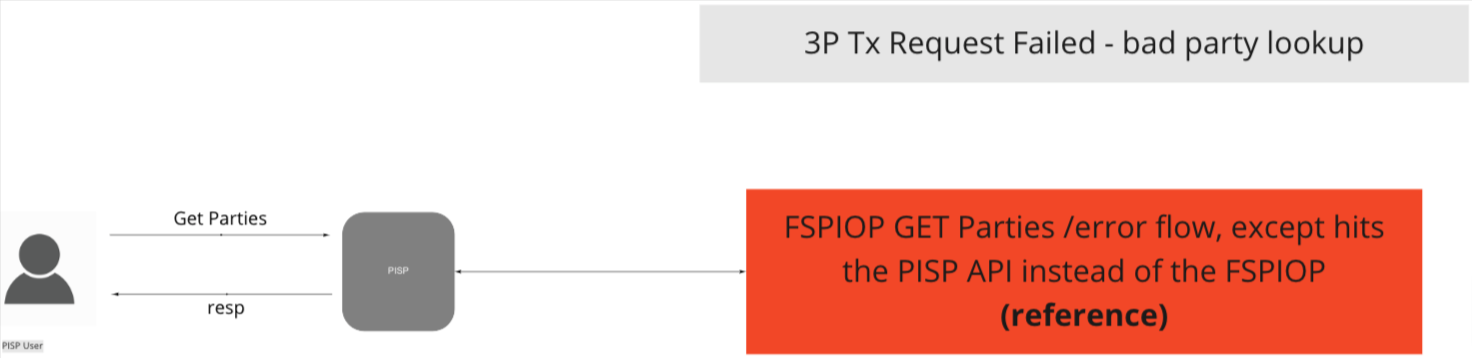 3P Tx Request Failed - bad party lookup
Get Parties
PISP
FSPIOP GET Parties /error flow, except hits
the PISP API instead of the FSPIOP
(reference)
resp
PISP User